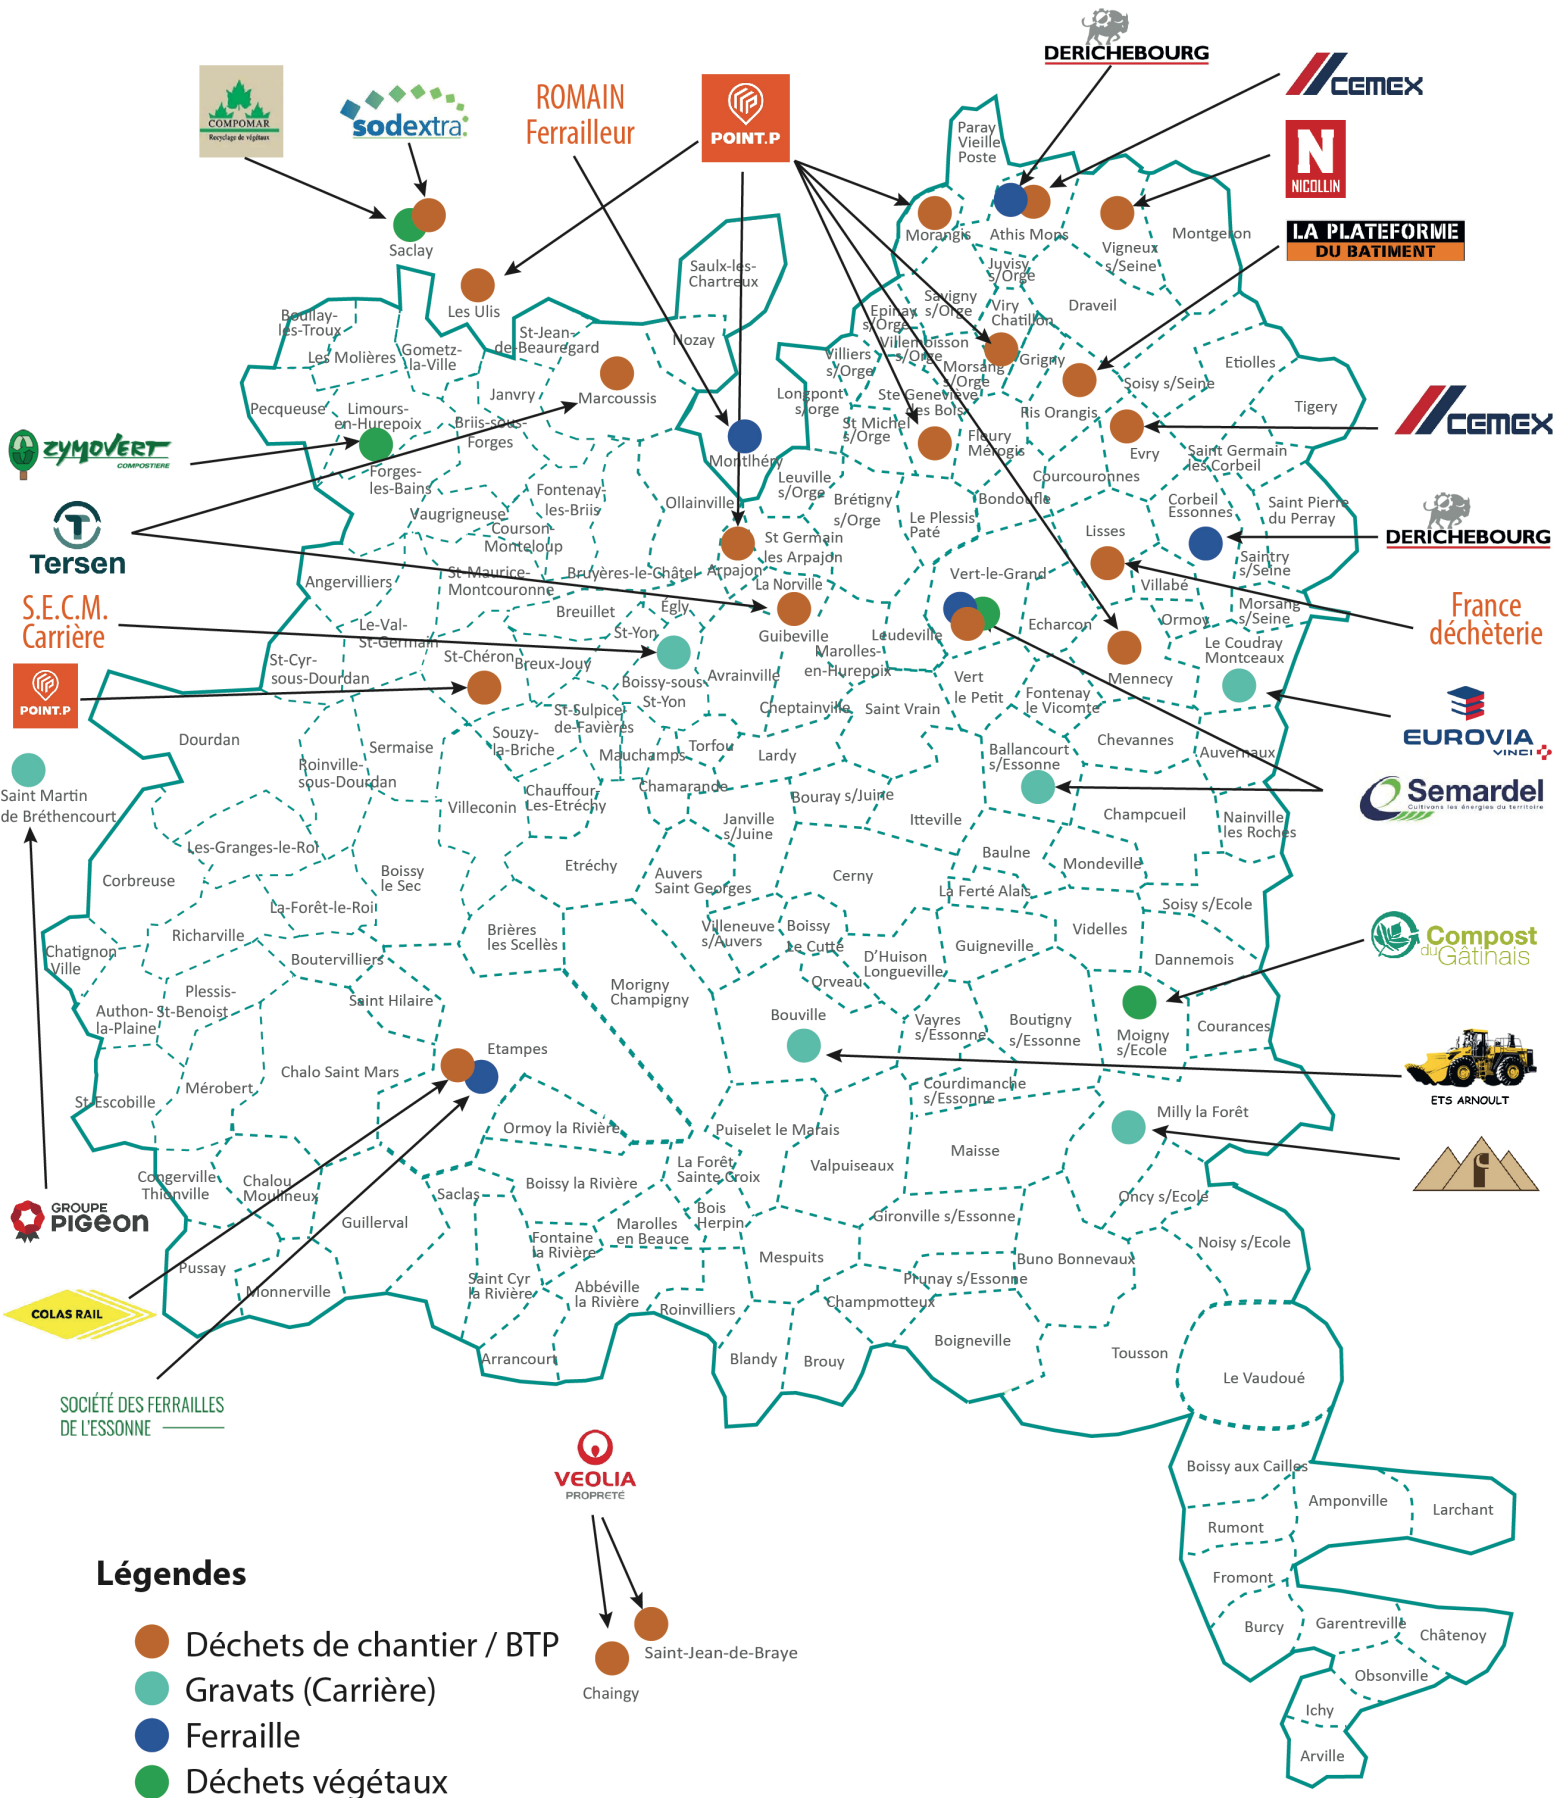 DERICHEBOURG
CEMEX
COMPOMAR
Recyclage de végétaux
sodextra.
ROMAIN
Ferrailleur
POINT.P
N
NICOLLIN
LA PLATEFORME
DU BATIMENT
Paray
Vieille
Poste
Saclay
Morangis
Athis Mons
Vigneux
s/Seine
Montgeron
Les Ulis
Saulx-les-
Chartreux
Juvisy
s/Orge
Savigny
s/Orge
Viry
Chatillon
Draveil
Boullay-
les-Troux
Les Molières
Gometz-
la-Ville
St-Jean-
de-Beauregard
Nozay
Epinay
s/Orge
Villemoisson
s/Orge
Villiers
s/Orge
Morsang
s/Orge
Grigny
Etiolles
Soisy s/Seine
Tigery
Pecqueuse
Limours-
en-Hurepoix
Janvry
Marcoussis
Briis-sous-
Forges
Longpont
s/orge
Ste Geneviève
des Bois
St Michel
s/Orge
Ris Orangis
CEMEX
ZYMOVERT
COMPOSTIERE
Forges-
les-Bains
Montlhéry
Fleury
Mérogis
Evry
Saint Germain
les Corbeil
Leuville
s/Orge
Courcouronnes
Tersen
Vaugrigneuse
Fontenay-
les-Briis
Courson-
Monteloup
Ollainville
Brétigny
s/Orge
Le Plessis
Paté
Bondoufle
Corbeil
Essonnes
Saint Pierre
du Perray
Lisses
DERICHEBOURG
St Germain
les Arpajon
Arpajon
Saintry
s/Seine
Angervilliers
St-Maurice-
Montcouronne
Bruyères-le-Châtel
La Norville
Vert-le-Grand
Villabé
S.E.C.M.
Carrière
Breuillet
Égly
Guibeville
Leudeville
Echarcon
Ormoy
Morsang
s/Seine
France
déchèterie
Le-Val-
St-Germain
St-Yon
Marolles-
en-Hurepoix
Le Coudray
Montceaux
POINT.P
St-Cyr-
sous-Dourdan
St-Chéron
Breux-Jouy
Boissy-sous-
St-Yon
Avrainville
Vert
le Petit
Mennecy
Fontenay
le Vicomte
Cheptainville
Saint Vrain
St-Sulpice-
de-Favières
EUROVIA
VINCI
Dourdan
Sermaise
Souzy-
la-Briche
Mauchamps
Torfou
Lardy
Ballancourt
s/Essonne
Chevannes
Auvernaux
Saint Martin
de Bréthencourt
Roinville-
sous-Dourdan
Villeconin
Chauffour-
Les-Etréchy
Chamarande
Bouray s/Juine
Semardel
Cultivons les énergies du territoire
Janville
s/Juine
Itteville
Champcueil
Nainville
les Roches
Les-Granges-le-Roi
Etréchy
Baulne
Mondeville
Corbreuse
Boissy
le Sec
Auvers
Saint Georges
Cerny
La Ferté Alais
La-Forêt-le-Roi
Soisy s/Ecole
Richarville
Brières
les Scellès
Villeneuve
s/Auvers
Boissy
Le Cutté
Guigneville
Videlles
Compost
du Gâtinais
Chatignon
Ville
Boutervilliers
D'Huison
Longueville
Dannemois
Plessis-
St-Benoist
Saint Hilaire
Morigny
Champigny
Orveau
Authon-
la-Plaine
Bouville
Vayres
s/Essonne
Boutigny
s/Essonne
Moigny
s/Ecole
Courances
Etampes
Chalo Saint Mars
Mérobert
Courdimanche
s/Essonne
ETS ARNOULT
St-Escobille
Ormoy la Rivière
Puiselet le Marais
Milly la Forêt
Maisse
Congerville
Thionville
Chalou
Moulineux
La Forêt
Sainte Croix
Valpuiseaux
Boissy la Rivière
Saclas
Oncy s/Ecole
GROUPE
PIGEON
Guillerval
Bois
Herpin
Marolles
en Beauce
Gironville s/Essonne
Fontaine
la Rivière
Noisy s/Ecole
Pussay
Mespuits
Buno Bonnevaux
Monnerville
Saint Cyr
la Rivière
Abbéville
la Rivière
Prunay s/Essonne
Roinvilliers
Champmotteux
COLAS RAIL
Boigneville
Tousson
Arrancourt
Blandy
Brouy
Le Vaudoué
SOCIÉTÉ DES FERRAILLES
DE L'ESSONNE
VEOLIA
PROPRETÉ
Boissy aux Cailles
Amponville
Larchant
Rumont
Fromont
Burcy
Garentreville
Châtenoy
Obsonville
Ichy
Arville
Saint-Jean-de-Braye
Chaingy
Légendes
Déchets de chantier / BTP
Gravats (Carrière)
Ferraille
Déchets végétaux